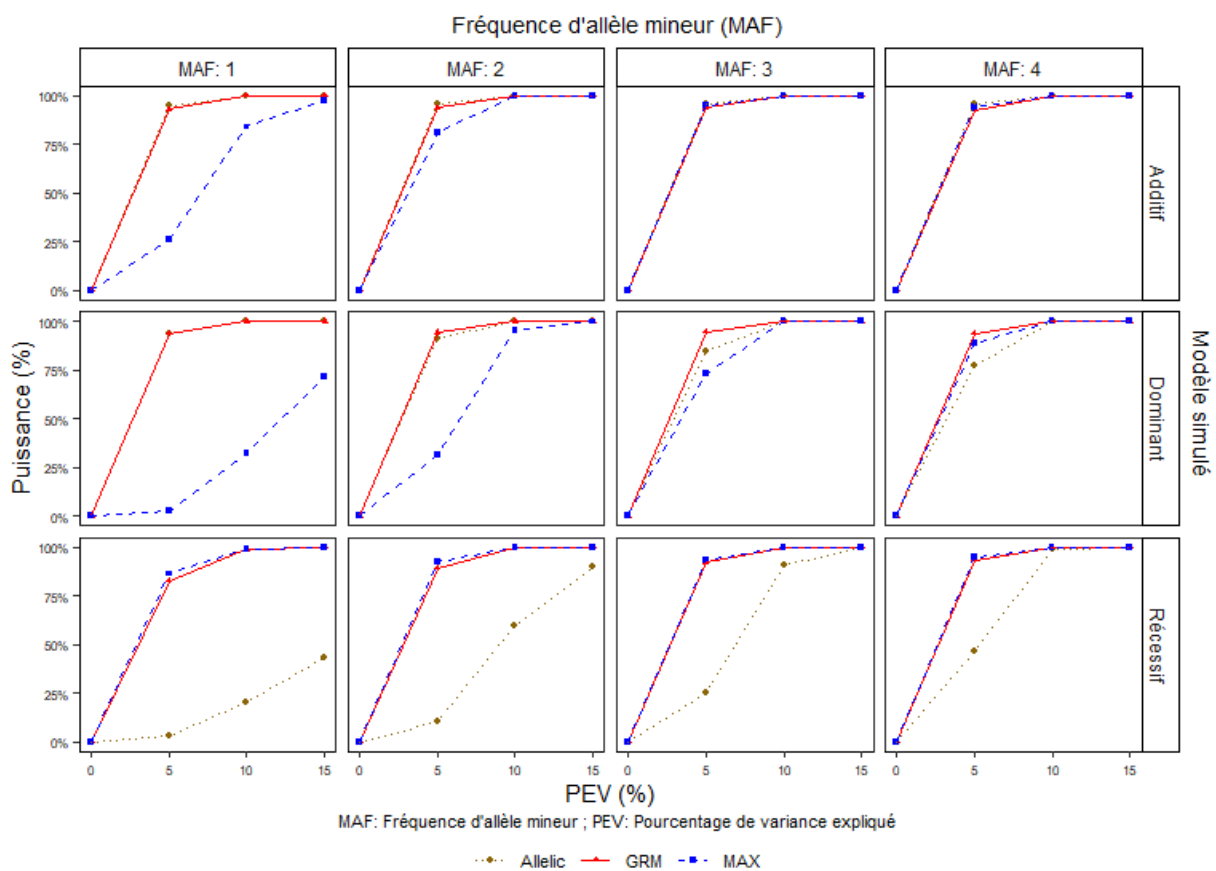 Fréquence d'allèle mineur (MAF)
MAF: 1
MAF: 2
MAF: 3
MAF: 4
100%
75%
50%
25%
0%
Additif
100%
75%
50%
25%
0%
Dominant
100%
75%
50%
25%
0%
Récessif
Puissance (%)
Modèle simulé
0 5 10 15
0 5 10 15
0 5 10 15
0 5 10 15
PEV (%)
MAF: Fréquence d'allèle mineur ; PEV: Pourcentage de variance expliqué
Allelic GRM MAX